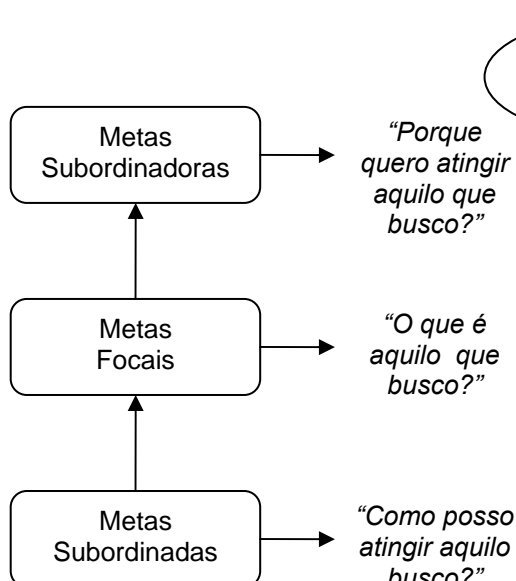 Metas
Subordinadoras
“Porque
quero atingir
aquilo que
busco?”
Metas
Focais
“O que é
aquilo que
busco?”
Metas
Subordinadas
“Como posso
atingir aquilo
busco?”